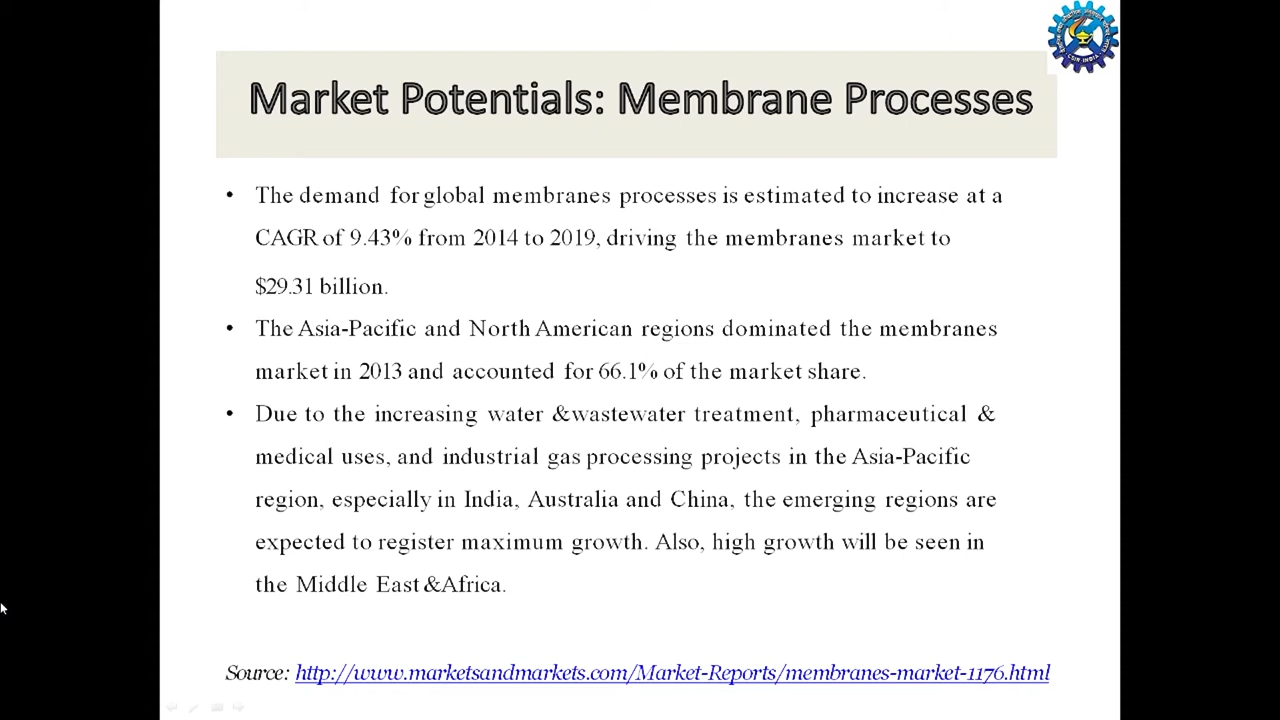 Market Potentials: Membrane Processes
• The demand for global membranes processes is estimated to increase at a
CAGR of 9.43% from 2014 to 2019, driving the membranes market to
$29.31 billion.
• The Asia-Pacific and North American regions dominated the membranes
market in 2013 and accounted for 66.1% of the market share.
• Due to the increasing water &wastewater treatment, pharmaceutical &
medical uses, and industrial gas processing projects in the Asia-Pacific
region, especially in India, Australia and China, the emerging regions are
expected to register maximum growth. Also, high growth will be seen in
the Middle East &Africa.
Source: http://www.marketsandmarkets.com/Market-Reports/membranes-market-1176.html
CSIR-INDIA